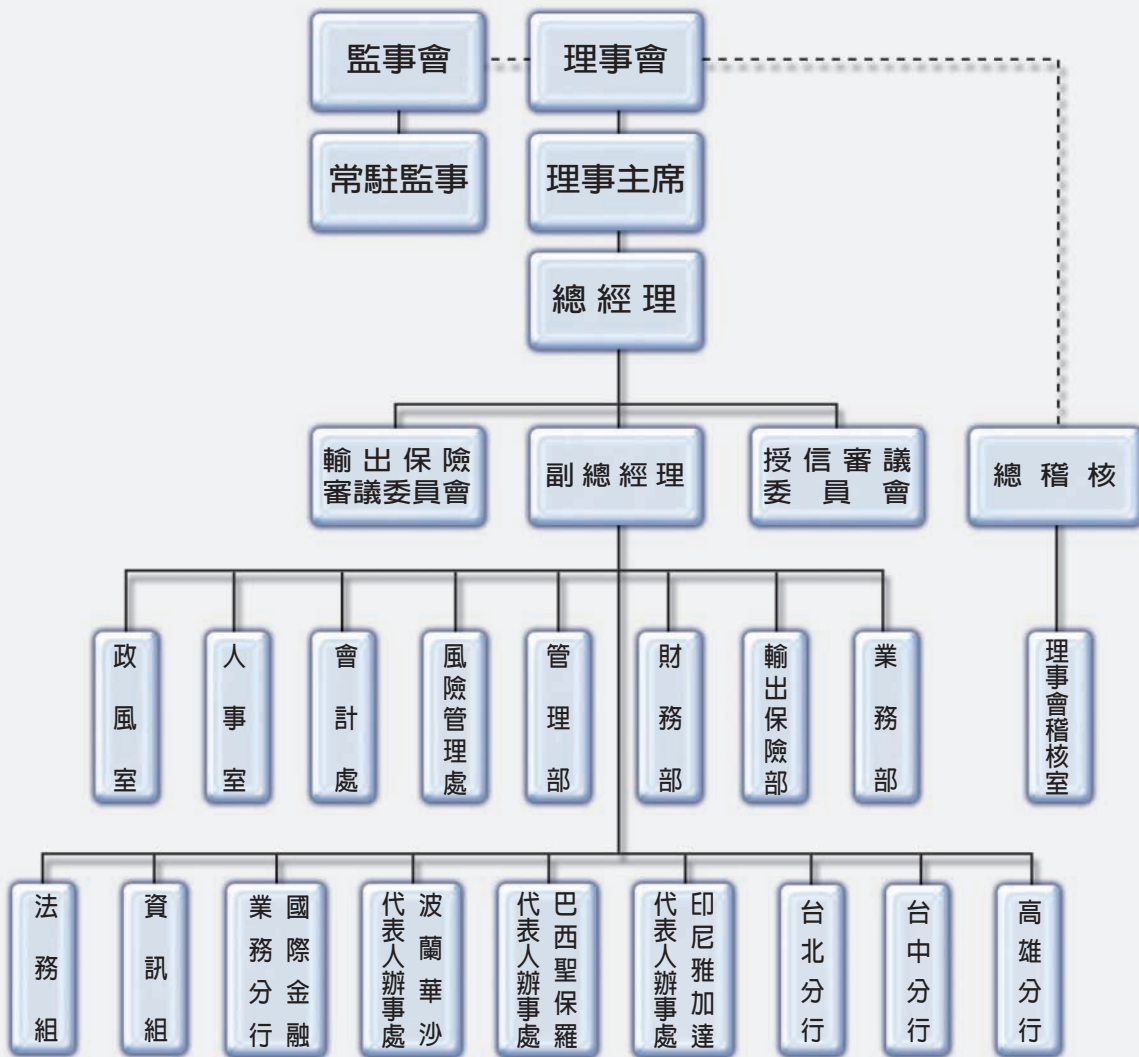 監事會
理事會
常駐監事
理事主席
總經理
輸出保險
審議委員會
副總經理
授信審議
委員會
總稽核
政風室
人事室
會計處
風險管理處
管理部
財務部
輸出保險部
業務部
理事會稽核室
法務組
資訊組
國際金融
業務分行
波蘭華沙
代表人辦事處
巴西聖保羅
代表人辦事處
印尼雅加達
代表人辦事處
台北分行
台中分行
高雄分行